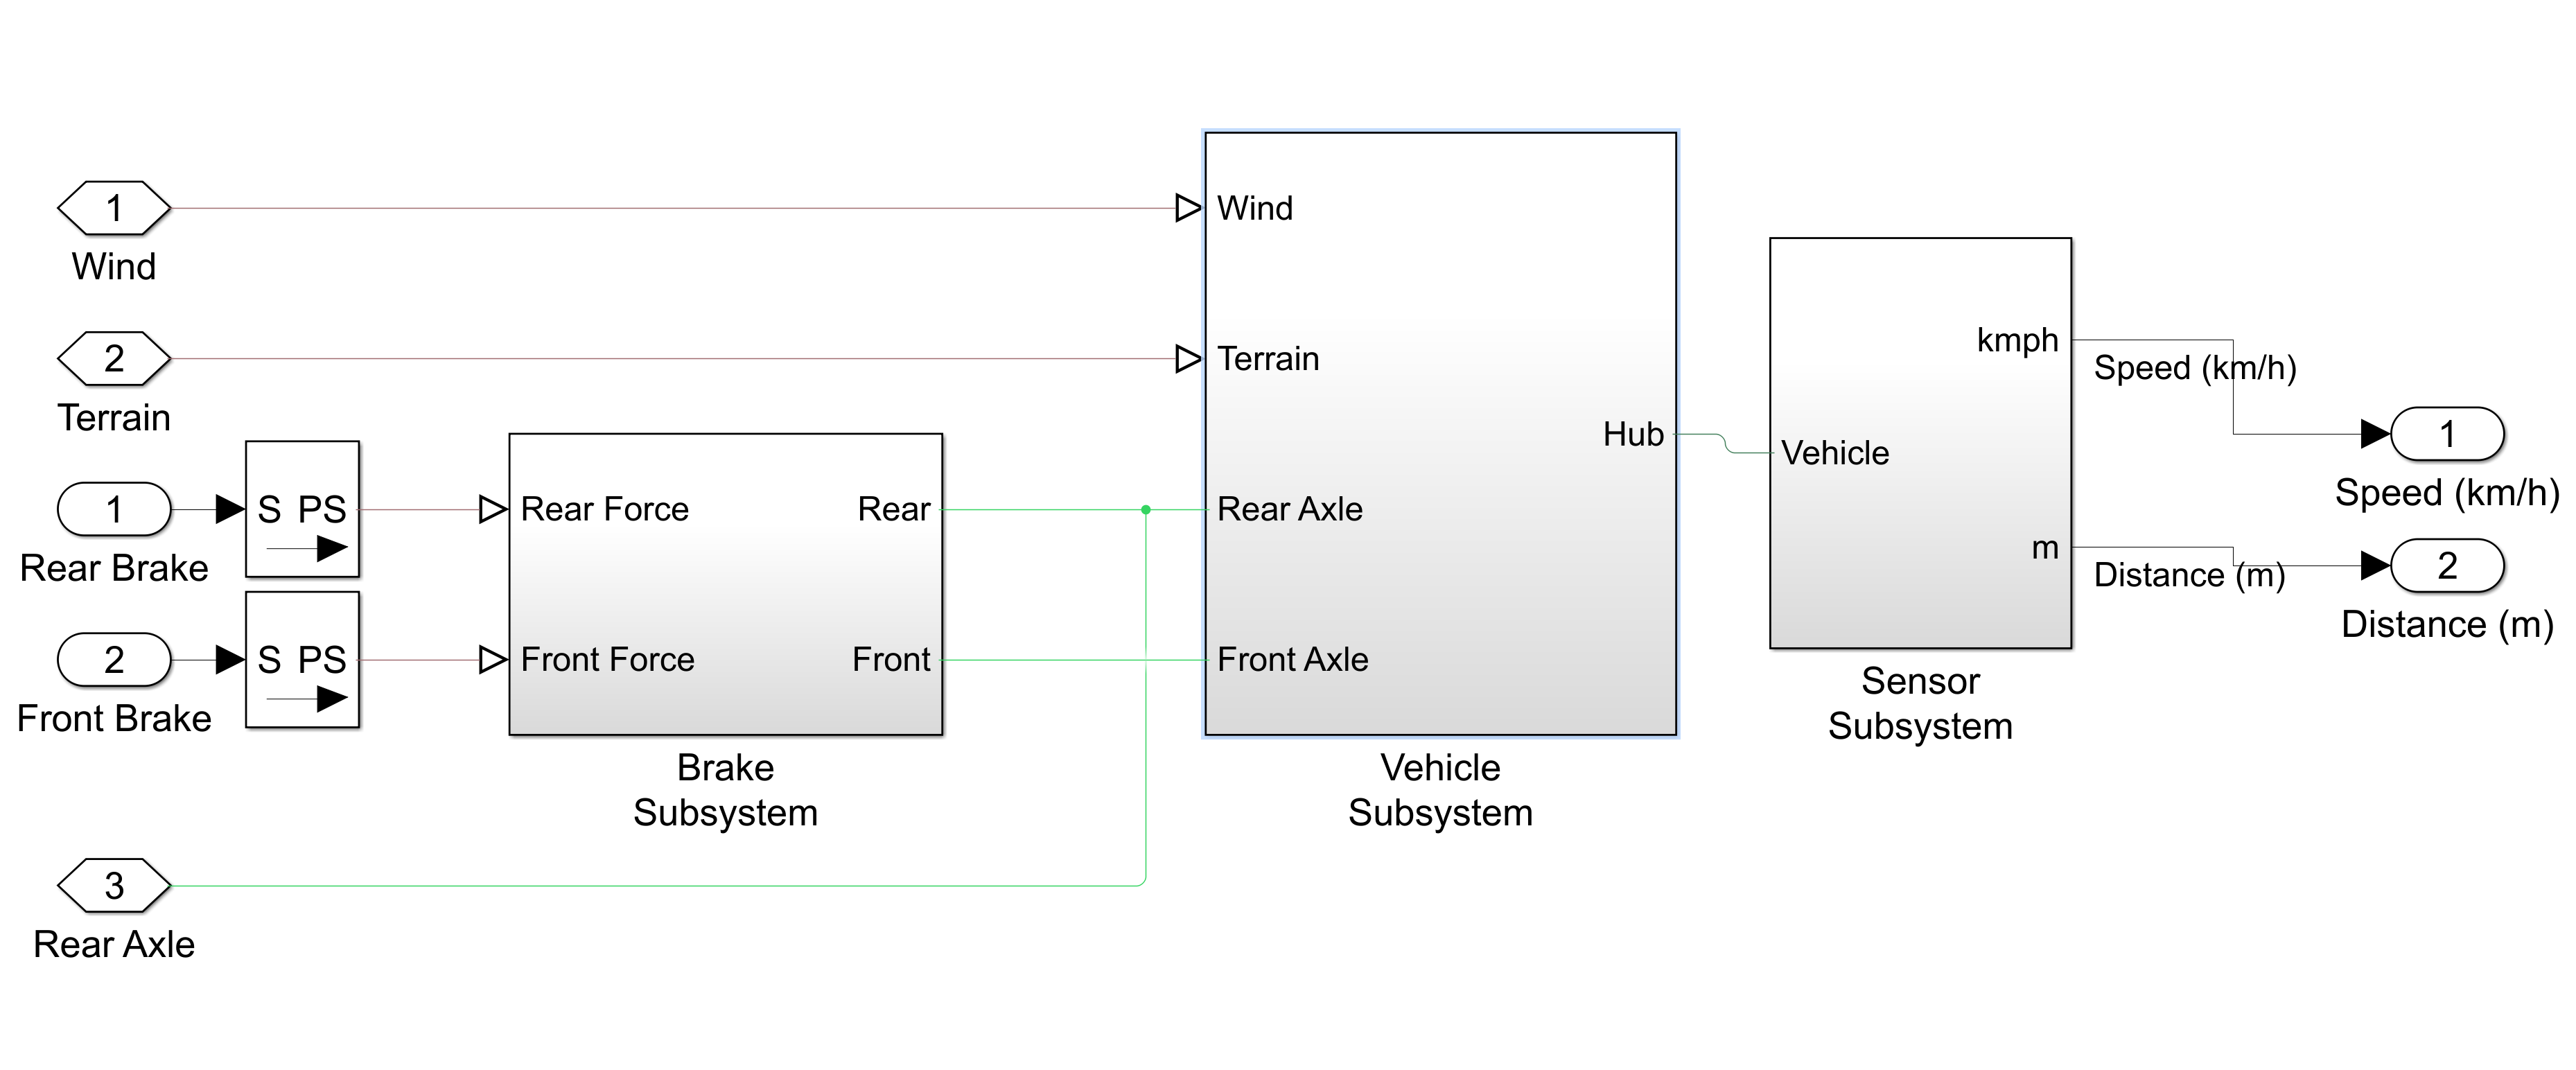 1
Wind
2
Terrain
1
Rear Brake
S PS
2
Front Brake
S PS
3
Rear Axle
Rear Force
Rear
Front Force
Front
Brake
Subsystem
Wind
Terrain
Hub
Rear Axle
Front Axle
Vehicle
Subsystem
kmph
Vehicle
m
Sensor
Subsystem
Speed (km/h)
Distance (m)
1
Speed (km/h)
2
Distance (m)